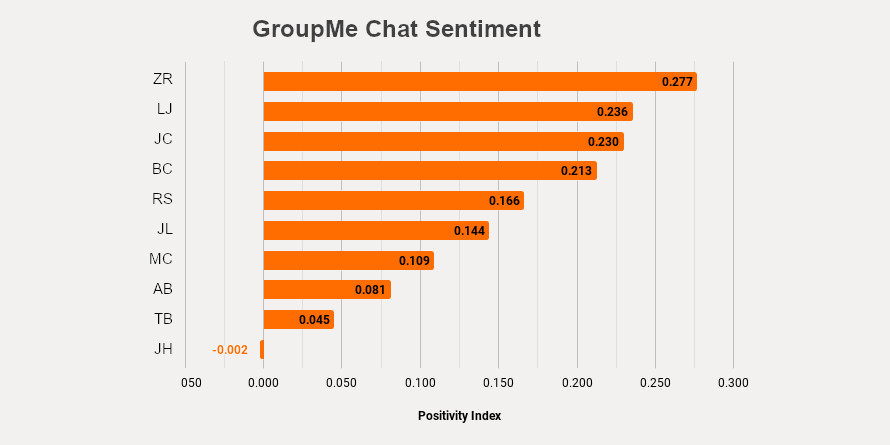 GroupMe Chat Sentiment
ZR 0.277
LJ 0.236
JC 0.230
BC 0.213
RS 0.166
JL 0.144
MC 0.109
AB 0.081
TB 0.045
JH -0.002
050 0.000 0.050 0.100 0.150 0.200 0.250 0.300
Positivity Index